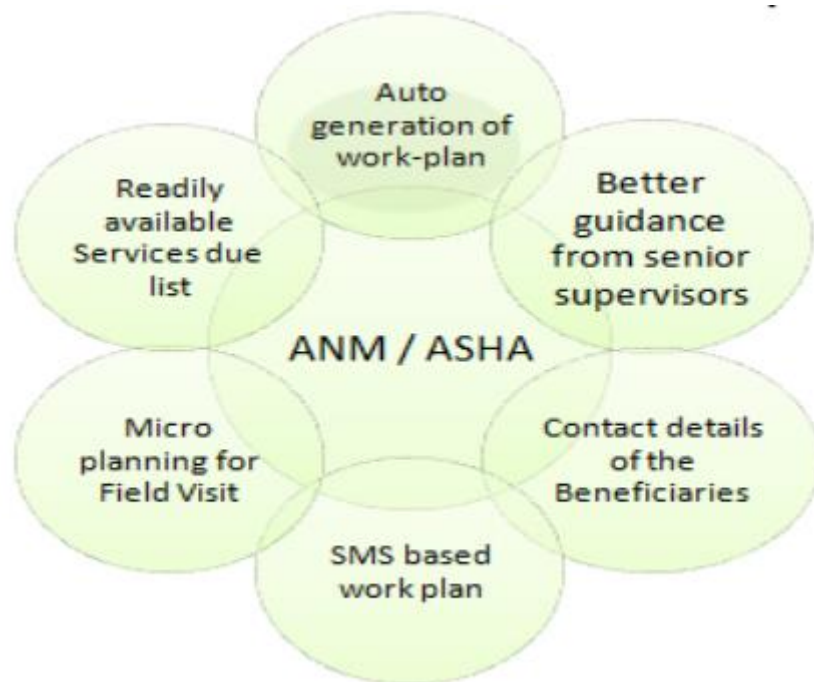 Auto
generation of
work-plan
Better
guidance
from senior
supervisors
Contact details
of the
Beneficiaries
SMS based
work plan
Micro
planning for
Field Visit
Readily
available
Services due
list
ANM / ASHA